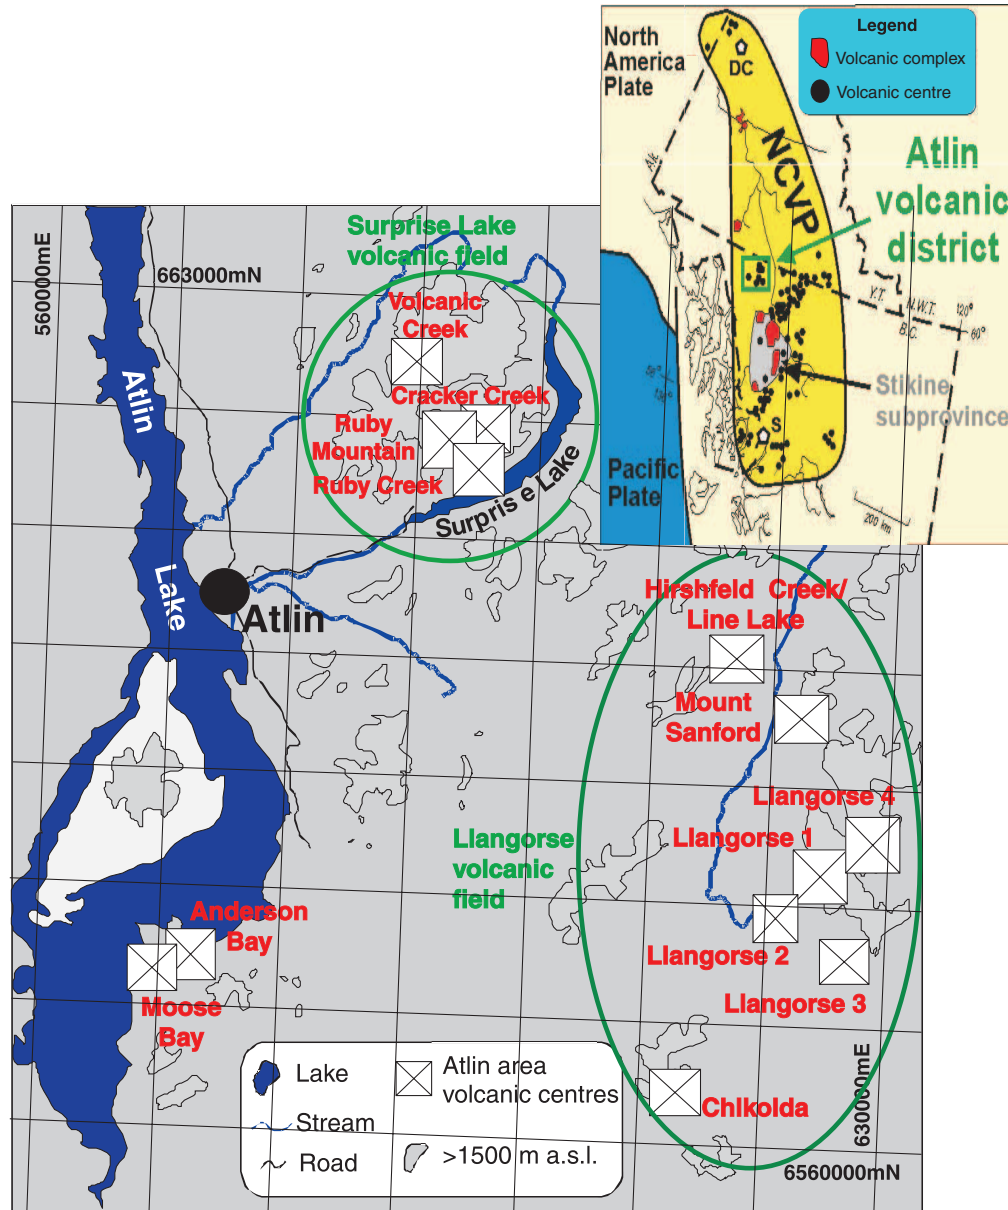 North
America
Plate
DC
Legend
Volcanic complex
Volcanic centre
NCVP
Atlin
volcanic
district
Y.T.
N.W.T.
B.C.
120°
60°
Stikine
subprovince
S
Pacific
Plate
200 km
560000mE
663000mN
Surprise Lake
volcanic field
Volcanic
Creek
Cracker Creek
Ruby
Mountain
Ruby Creek
Surpris e Lake
Atlin
Lake
Atlin
Hirshfeld Creek/
Line Lake
Mount
Sanford
Llangorse 4
Llangorse 1
Llangorse
volcanic
field
Llangorse 2
Llangorse 3
Anderson
Bay
Moose
Bay
Chlkolda
630000mE
6560000mN
Lake
Stream
Road
Atlin area
volcanic centres
>1500 m a.s.l.